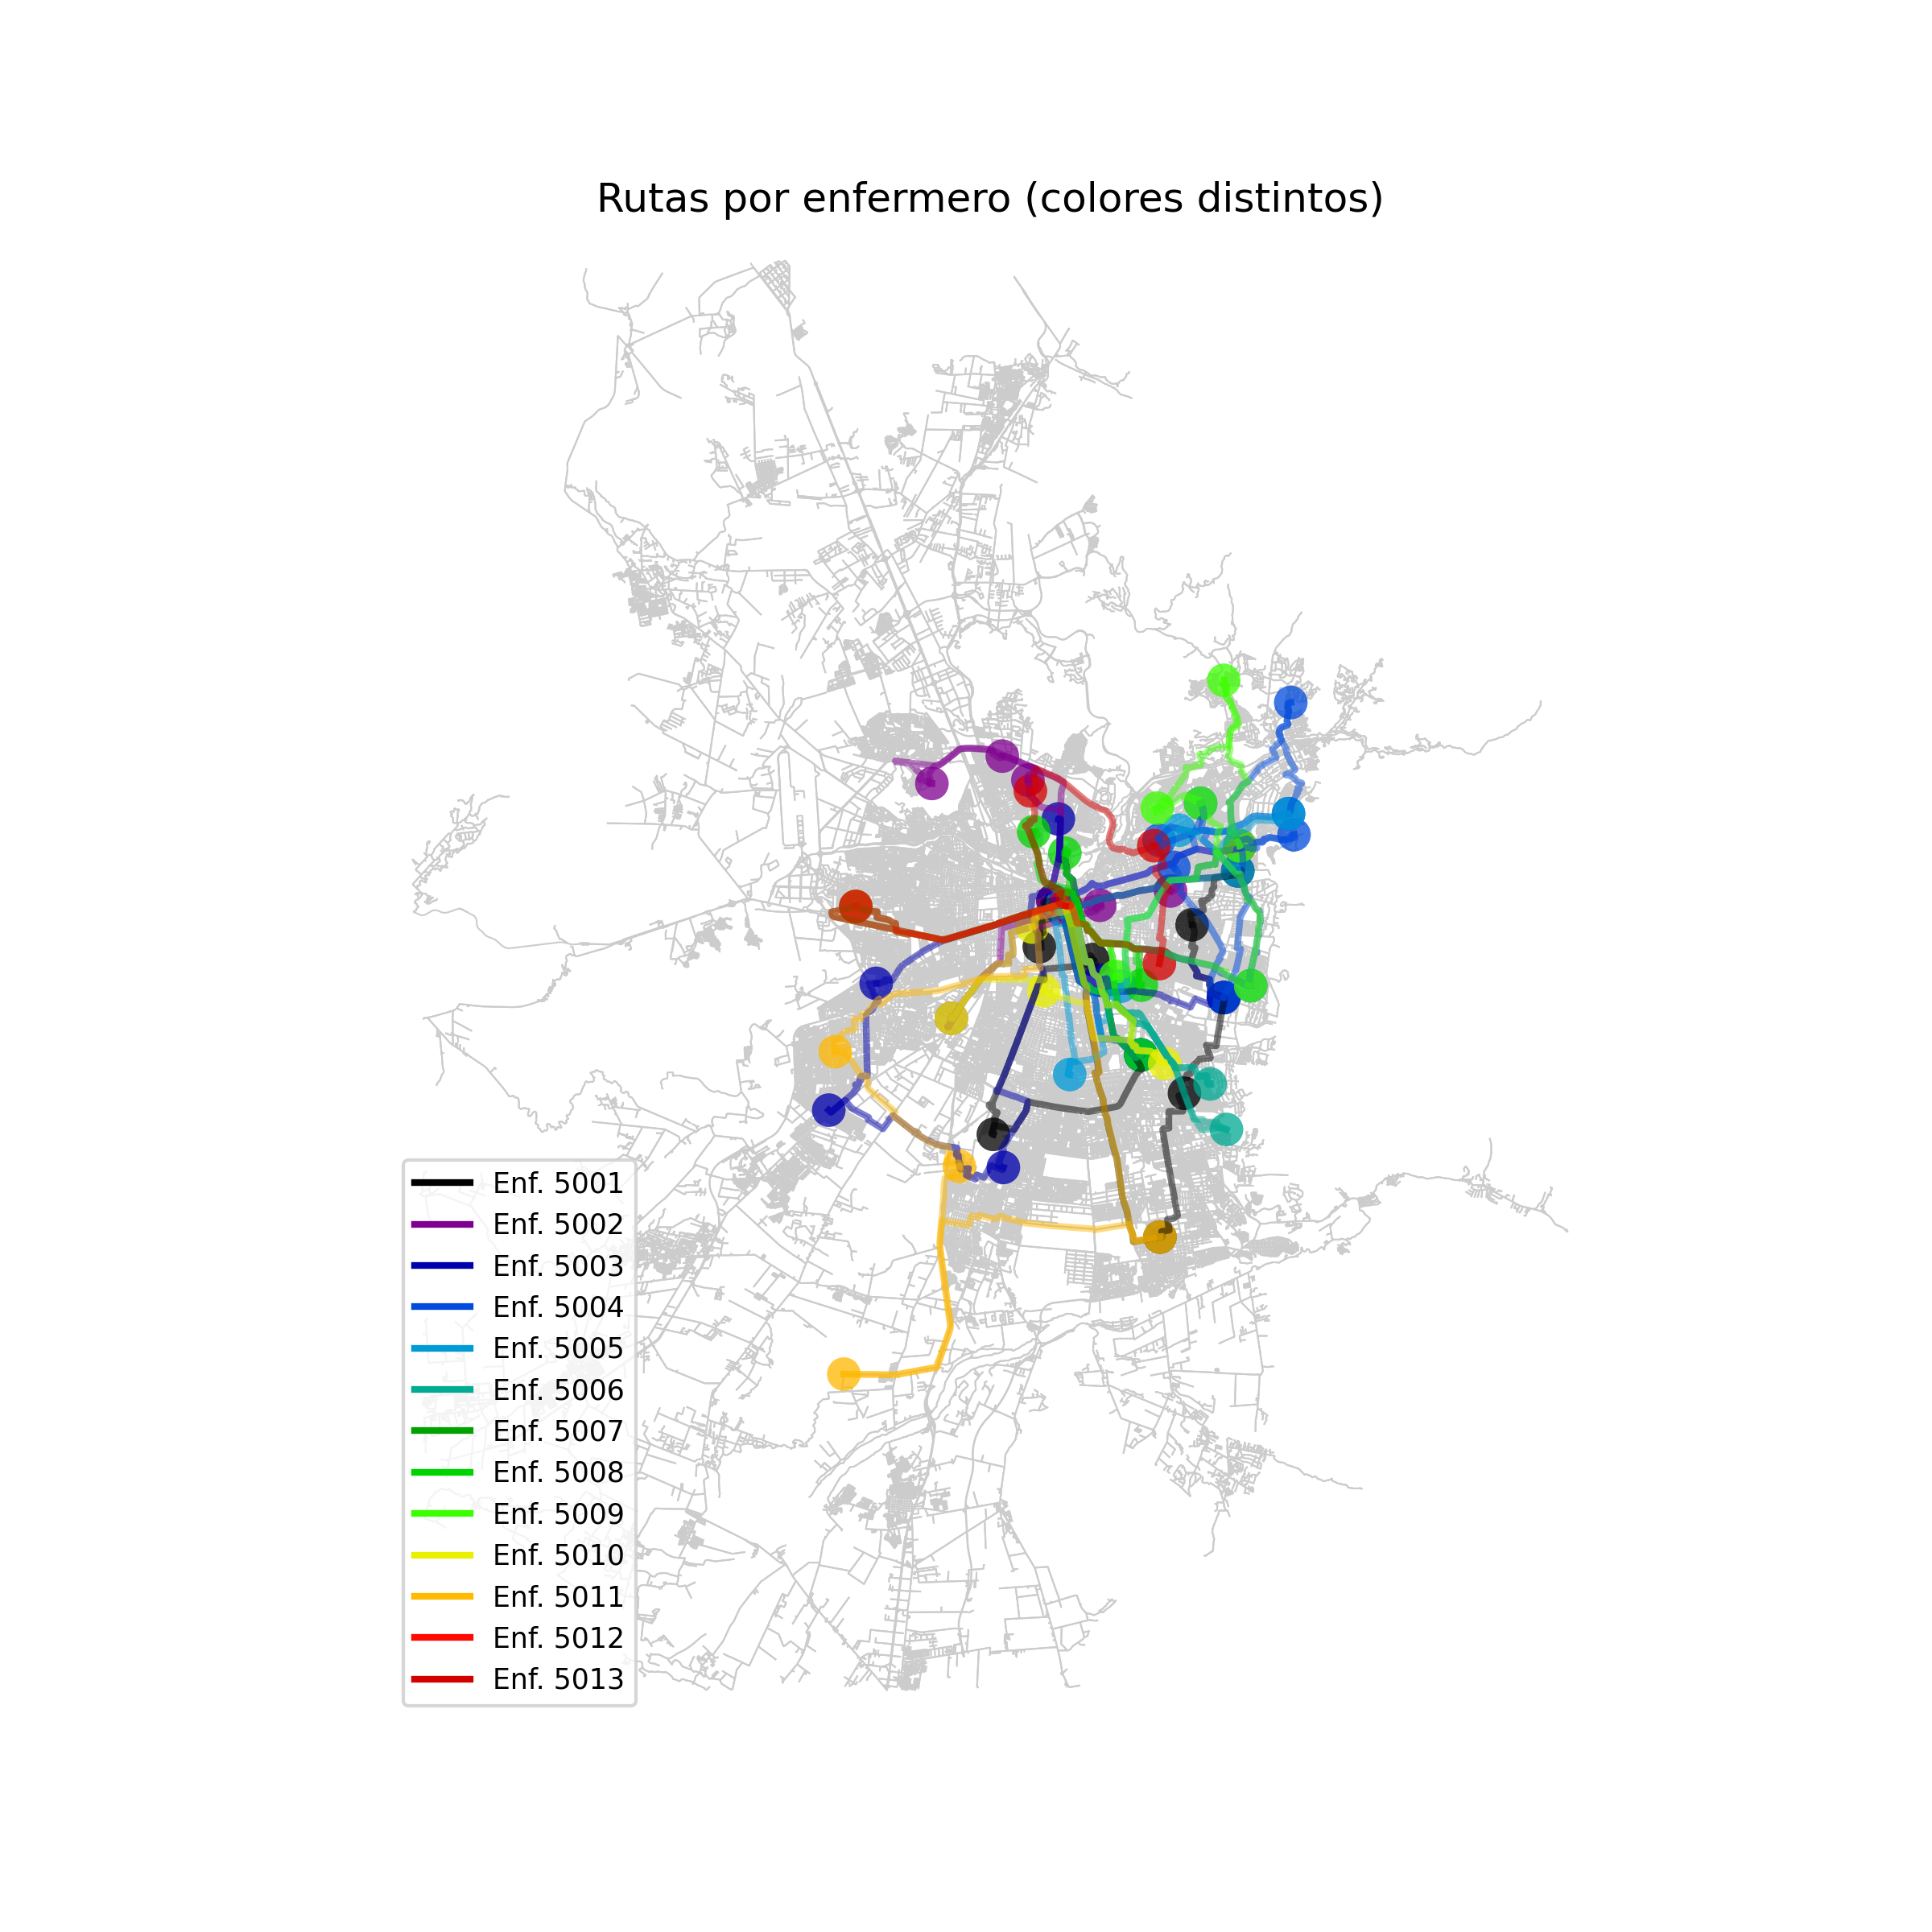 Rutas por enfermero (colores distintos)
Enf. 5001
Enf. 5002
Enf. 5003
Enf. 5004
Enf. 5005
Enf. 5006
Enf. 5007
Enf. 5008
Enf. 5009
Enf. 5010
Enf. 5011
Enf. 5012
Enf. 5013